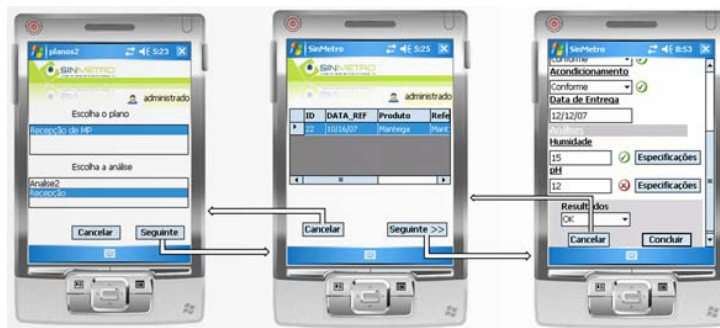 planos2 5:23
SINMETRO
administrado
Escolha o plano
Recepção de MP
Escolha a análise
Analise2
Recepção
Cancelar Seguinte
SinMetro 5:25
SINMETRO
administrado
ID DATA_REF Produto Refe
22 10/16/07 Manteiga Mant
Cancelar Seguinte >>
SinMetro 8:53
Conforme
Acondicionamento
Conforme
Data de Entrega
12/12/07
Análises
Humidade
15 Especificações
pH
12 Especificações
Resultados
OK
Cancelar Concluir